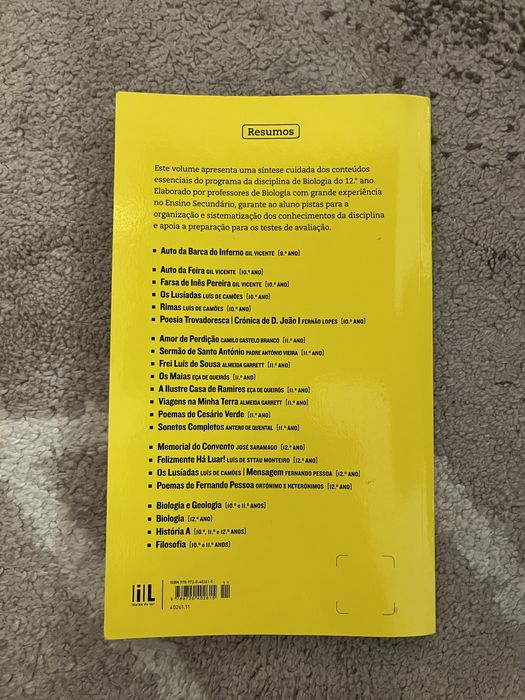 Resumos
Este volume apresenta uma síntese cuidada dos conteúdos
essenciais do programa da disciplina de Biologia do 12.º ano.
Elaborado por professores de Biologia com grande experiência
no Ensino Secundário, garante ao aluno pistas para a
organização e sistematização dos conhecimentos da disciplina
e apoia a preparação para os testes de avaliação.
▪ Auto da Barca do Inferno GIL VICENTE [9.º ANO]
▪ Auto da Feira GIL VICENTE [10.º ANO]
▪ Farsa de Inês Pereira GIL VICENTE [10.º ANO]
▪ Os Lusíadas LUÍS DE CAMÕES [10.º ANO]
▪ Rimas LUÍS DE CAMÕES [10.º ANO]
▪ Poesia Trovadoresca | Crónica de D. João I FERNÃO LOPES [10.º ANO]
▪ Amor de Perdição CAMILO CASTELO BRANCO [11.º ANO]
▪ Sermão de Santo António PADRE ANTÓNIO VIEIRA [11.º ANO]
▪ Frei Luís de Sousa ALMEIDA GARRETT [11.º ANO]
▪ Os Maias EÇA DE QUEIRÓS [11.º ANO]
▪ A Ilustre Casa de Ramires EÇA DE QUEIRÓS [11.º ANO]
▪ Viagens na Minha Terra ALMEIDA GARRETT [11.º ANO]
▪ Poemas de Cesário Verde [11.º ANO]
▪ Sonetos Completos ANTERO DE QUENTAL [11.º ANO]
▪ Memorial do Convento JOSÉ SARAMAGO [12.º ANO]
▪ Felizmente Há Luar! LUÍS DE STTAU MONTEIRO [12.º ANO]
▪ Os Lusíadas LUÍS DE CAMÕES | Mensagem FERNANDO PESSOA [12.º ANO]
▪ Poemas de Fernando Pessoa ORTÓNIMO E HETERÓNIMOS [12.º ANO]
▪ Biologia e Geologia [10.º e 11.º ANOS]
▪ Biologia [12.º ANO]
▪ História A [10.º, 11.º e 12.º ANOS]
▪ Filosofia [10.º e 11.º ANOS]
ideias de ler
ISBN 978-972-0-40261-5
9 789720 402615
40261.11